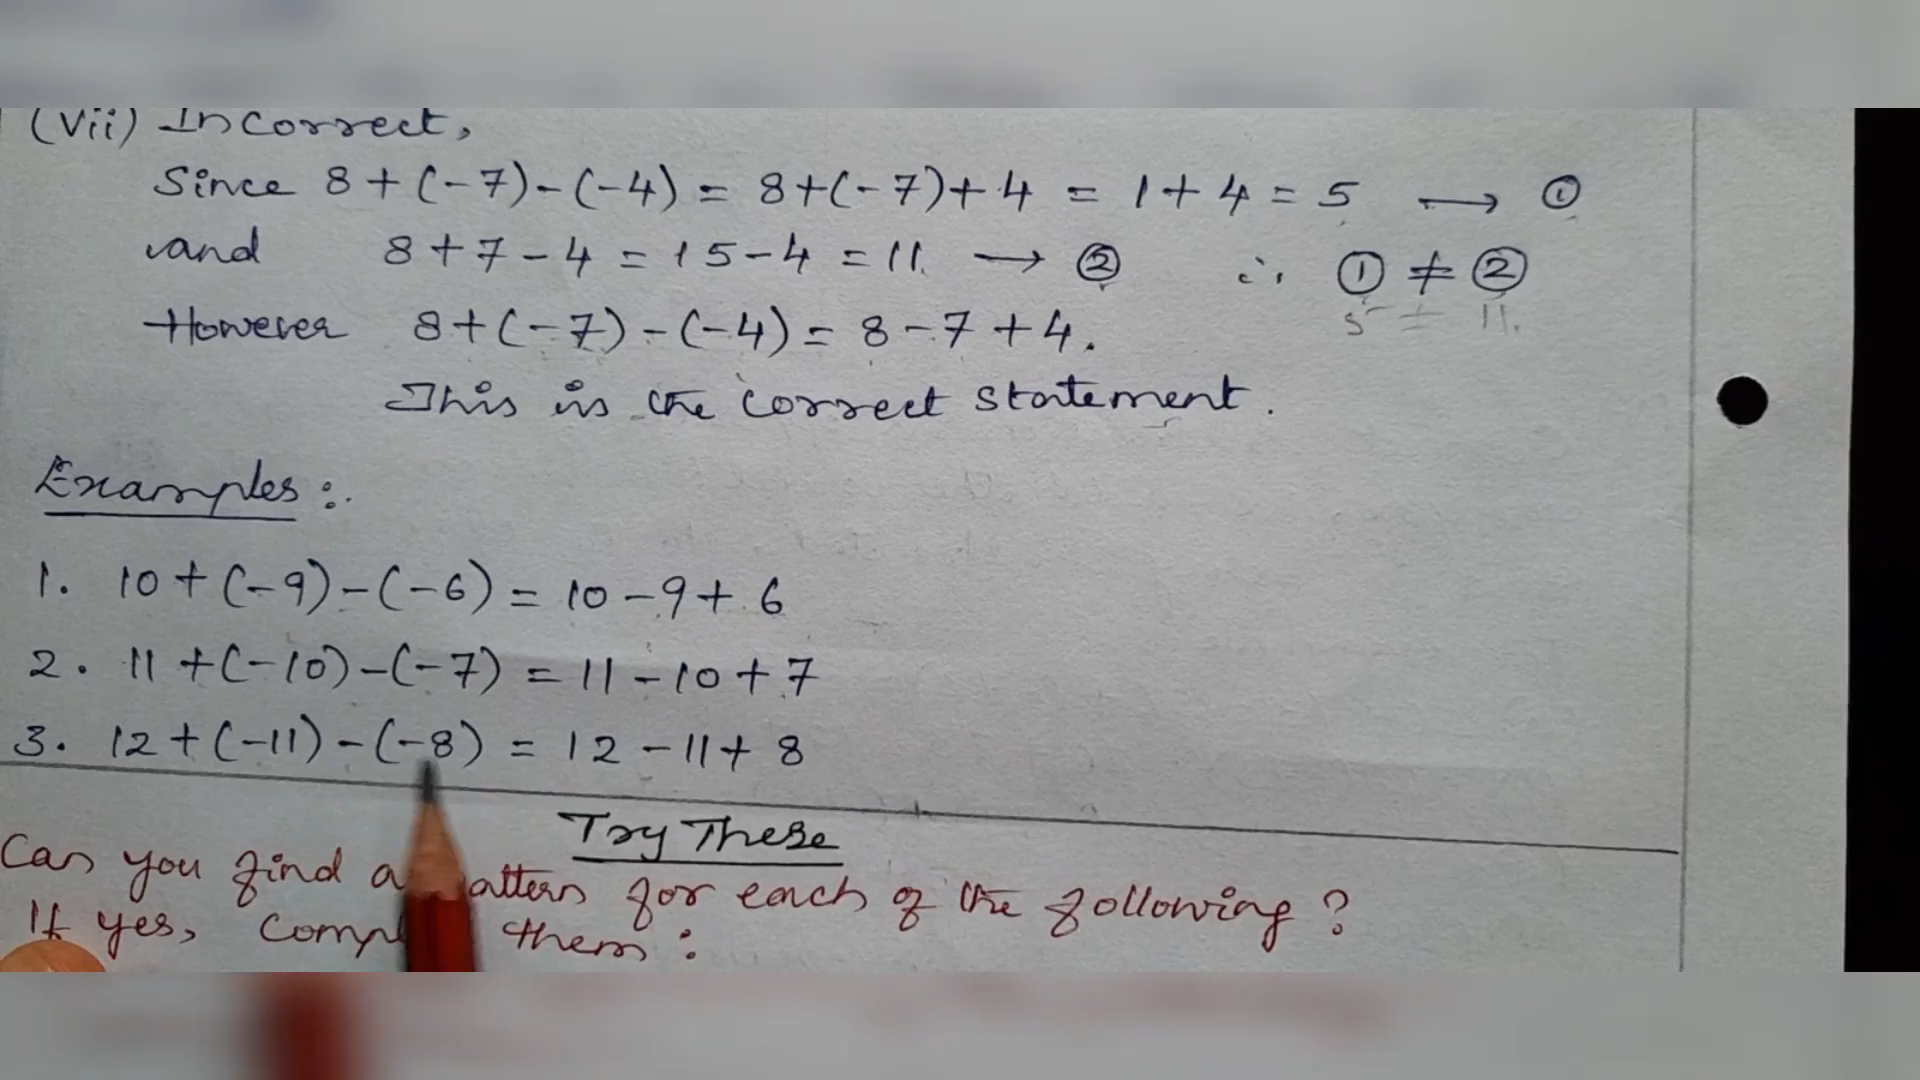 (Vii) Incorrect,
Since 8 + (-7) - (-4) = 8 + (-7) + 4 = 1 + 4 = 5 → ①
and 8 + 7 - 4 = 15 - 4 = 11. → ② ∴ ① ≠ ②
5 = 11.
However 8 + (-7) - (-4) = 8 - 7 + 4.
This is the correct statement.
Examples :.
1. 10 + (-9) - (-6) = 10 - 9 + 6
2. 11 + (-10) - (-7) = 11 - 10 + 7
3. 12 + (-11) - (-8) = 12 - 11 + 8
Try These
Can you find a for each of the following ?
If yes, them :